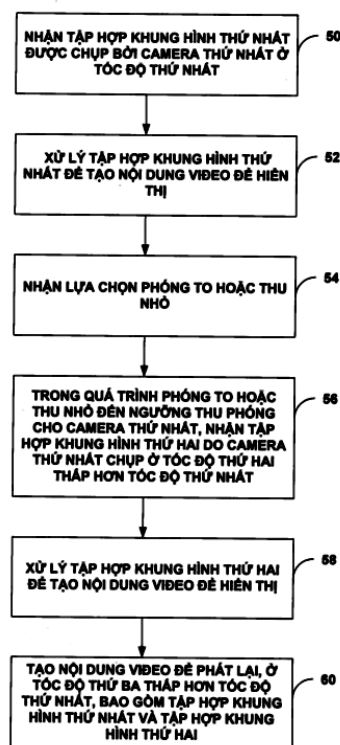 NHẬN TẬP HỢP KHUNG HÌNH THỨ NHẤT
ĐƯỢC CHỤP BỞI CAMERA THỨ NHẤT Ở
TÓC ĐỘ THỨ NHẤT
50
XỬ LÝ TẬP HỢP KHUNG HÌNH THỨ
NHẤT ĐỂ TẠO NỘI DUNG VIDEO ĐỂ HIỂN
THỊ
52
NHẬN LỰA CHỌN PHÓNG TO HOẶC THU
NHỎ
54
TRONG QUÁ TRÌNH PHÓNG TO HOẶC
THU NHỎ ĐẾN NGƯỠNG THU PHÓNG
CHO CAMERA THỨ NHẤT, NHẬN TẬP
HỢP KHUNG HÌNH THỨ HAI DO CAMERA
THỨ NHẤT CHỤP Ở TỐC ĐỘ THỨ HAI
THẤP HƠN TỐC ĐỘ THỨ NHẤT
56
XỬ LÝ TẬP HỢP KHUNG HÌNH THỨ HAI
ĐỂ TẠO NỘI DUNG VIDEO ĐỂ HIỂN THỊ
58
TẠO NỘI DUNG VIDEO ĐỂ PHÁT LẠI, Ở
TỐC ĐỘ THỨ BA THẤP HƠN TỐC ĐỘ
THỨ NHẤT, BAO GỒM TẬP HỢP KHUNG
HÌNH THỨ NHẤT VÀ TẬP HỢP KHUNG
HÌNH THỨ HAI
60